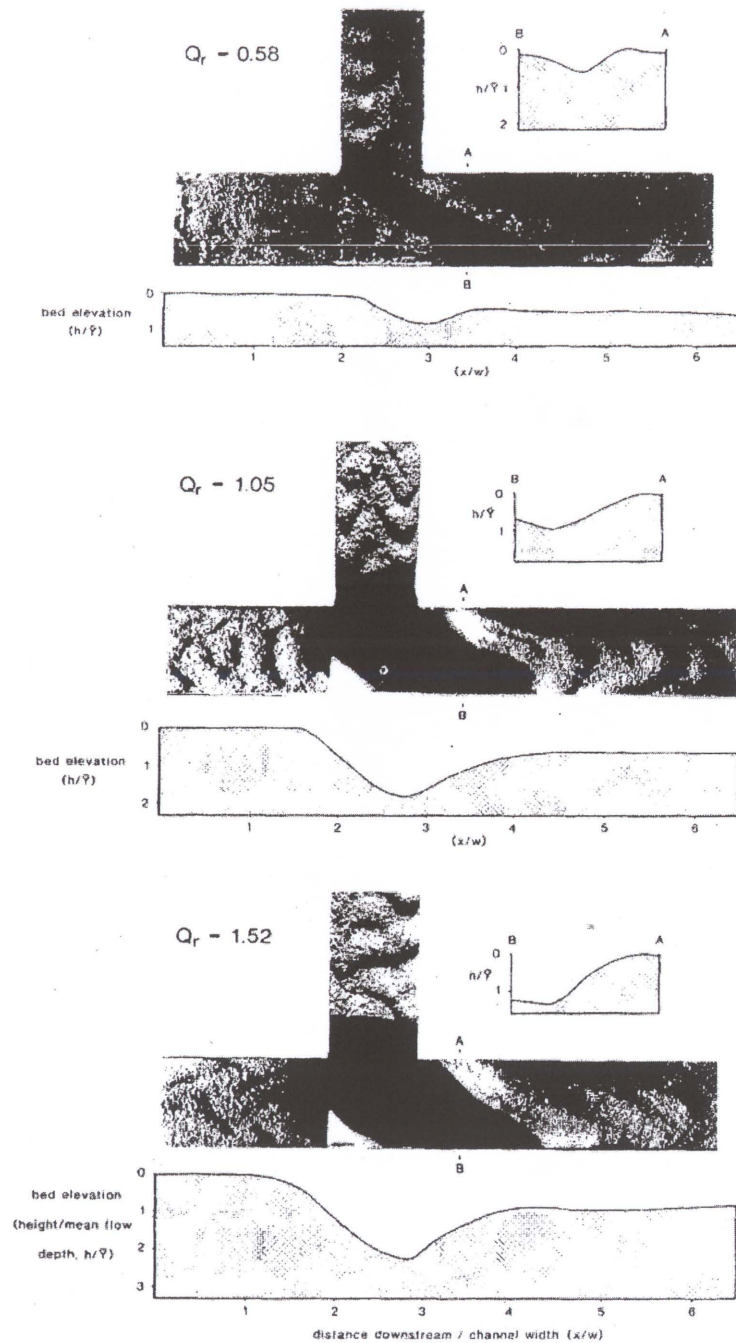 Qr - 0.58
B A
0
h/Ȳ 1
2
A
B
0
bed elevation
(h/Ȳ)
1
1 2 3 4 5 6
(x/w)
Qr - 1.05
B A
0
h/Ȳ
1
A
B
0
bed elevation
(h/Ȳ)
1
2
1 2 3 4 5 6
(x/w)
Qr - 1.52
B A
0
h/Ȳ
1
A
B
0
bed elevation
1
(height/mean flow
depth, h/Ȳ)
2
3
1 2 3 4 5 6
distance downstream / channel width (x/w)